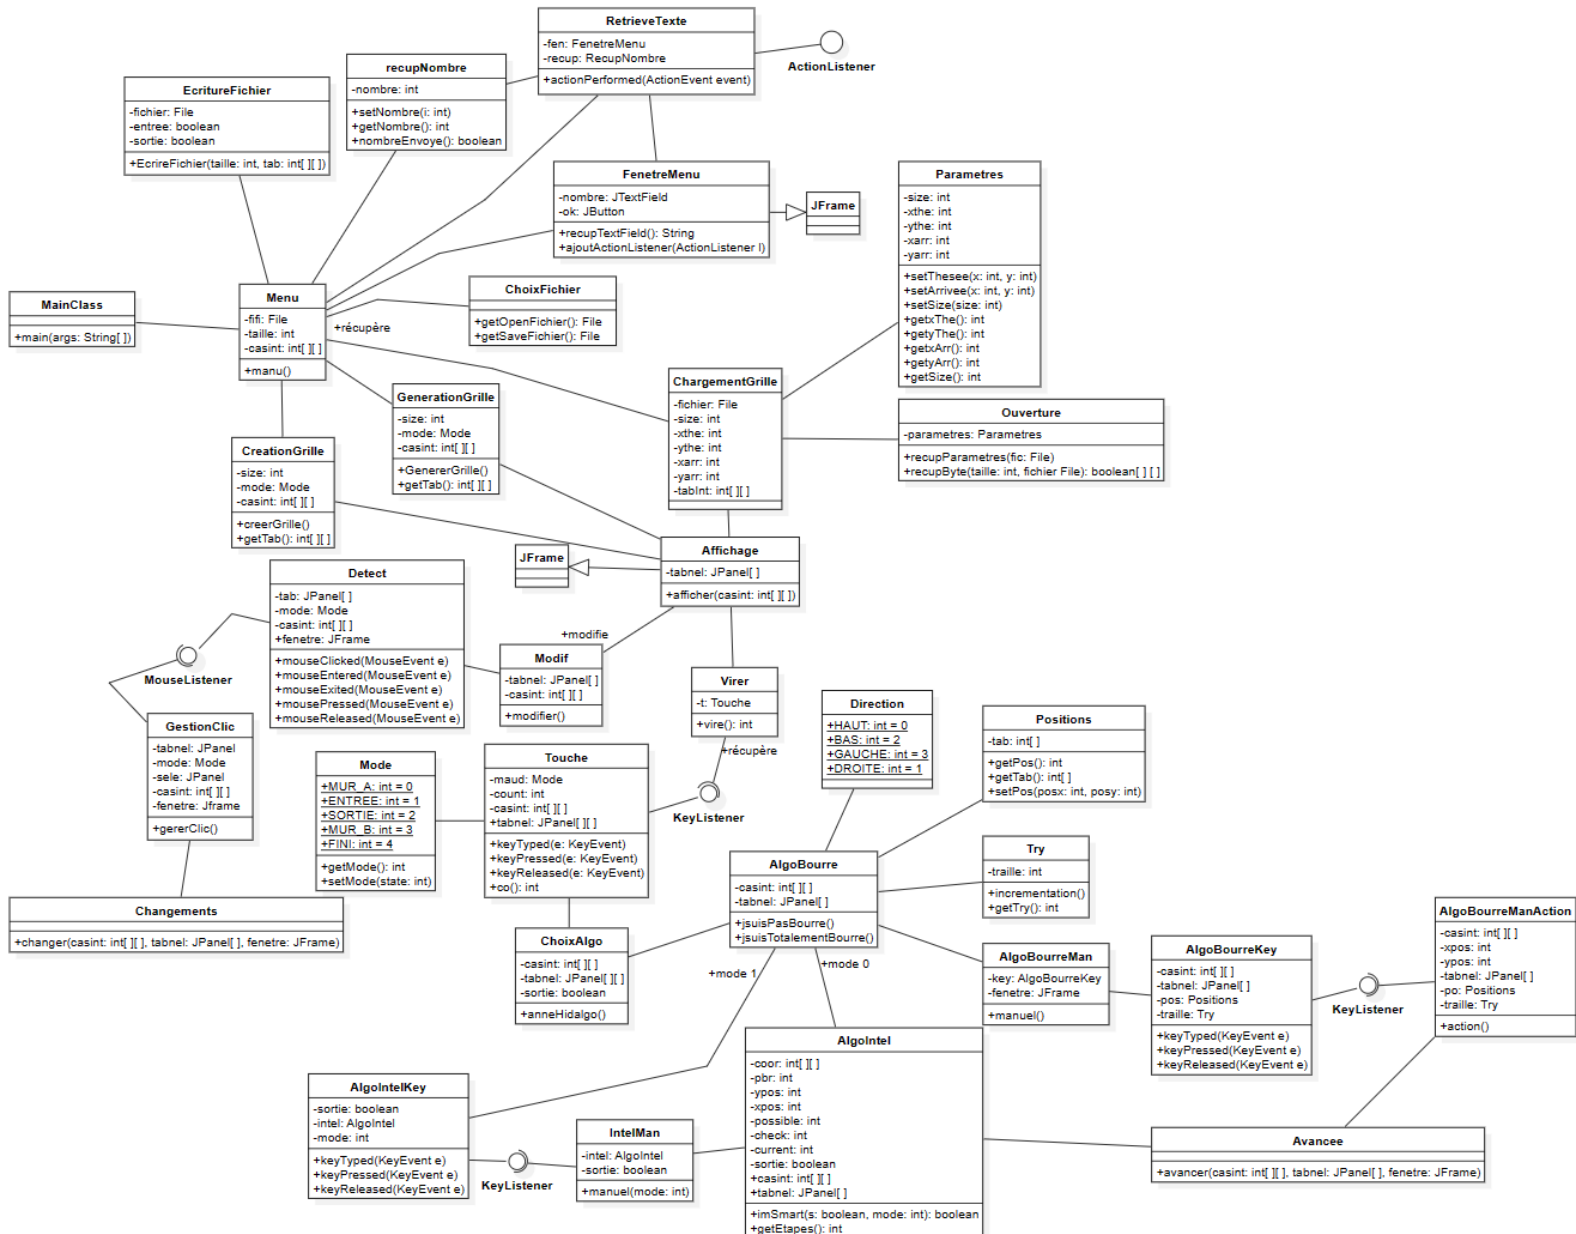 RetrieveTexte
-fen: FenetreMenu
-recup: RecupNombre
+actionPerformed(ActionEvent event)
ActionListener
recupNombre
-nombre: int
+setNombre(i: int)
+getNombre(): int
+nombreEnvoye(): boolean
EcritureFichier
-fichier: File
-entree: boolean
-sortie: boolean
+EcrireFichier(taille: int, tab: int[ ][ ])
FenetreMenu
-nombre: JTextField
-ok: JButton
+recupTextField(): String
+ajoutActionListener(ActionListener l)
JFrame
Parametres
-size: int
-xthe: int
-ythe: int
-xarr: int
-yarr: int
+setThesee(x: int, y: int)
+setArrivee(x: int, y: int)
+setSize(size: int)
+getxThe(): int
+getyThe(): int
+getxArr(): int
+getyArr(): int
+getSize(): int
MainClass
+main(args: String[ ])
Menu
-fifi: File
-taille: int
-casint: int[ ][ ]
+manu()
+récupère
ChoixFichier
+getOpenFichier(): File
+getSaveFichier(): File
ChargementGrille
-fichier: File
-size: int
-xthe: int
-ythe: int
-xarr: int
-yarr: int
-tabInt: int[ ][ ]
GenerationGrille
-size: int
-mode: Mode
-casint: int[ ][ ]
+GenererGrille()
+getTab(): int[ ][ ]
Ouverture
-parametres: Parametres
+recupParametres(fic: File)
+recupByte(taille: int, fichier File): boolean[ ] [ ]
CreationGrille
-size: int
-mode: Mode
-casint: int[ ][ ]
+creerGrille()
+getTab(): int[ ][ ]
JFrame
Affichage
-tabnel: JPanel[ ]
+afficher(casint: int[ ][ ])
Detect
-tab: JPanel[ ]
-mode: Mode
-casint: int[ ][ ]
+fenetre: JFrame
+mouseClicked(MouseEvent e)
+mouseEntered(MouseEvent e)
+mouseExited(MouseEvent e)
+mousePressed(MouseEvent e)
+mouseReleased(MouseEvent e)
MouseListener
+modifie
Modif
-tabnel: JPanel[ ]
-casint: int[ ][ ]
+modifier()
Virer
-t: Touche
+vire(): int
+récupère
KeyListener
Direction
+HAUT: int = 0
+BAS: int = 2
+GAUCHE: int = 3
+DROITE: int = 1
Positions
-tab: int[ ]
+getPos(): int
+getTab(): int[ ]
+setPos(posx: int, posy: int)
GestionClic
-tabnel: JPanel
-mode: Mode
-sele: JPanel
-casint: int[ ][ ]
-fenetre: Jframe
+gererClic()
Mode
+MUR_A: int = 0
+ENTREE: int = 1
+SORTIE: int = 2
+MUR_B: int = 3
+FINI: int = 4
+getMode(): int
+setMode(state: int)
Touche
-maud: Mode
-count: int
-casint: int[ ][ ]
+tabnel: JPanel[ ][ ]
+keyTyped(e: KeyEvent)
+keyPressed(e: KeyEvent)
+keyReleased(e: KeyEvent)
+co(): int
AlgoBourre
-casint: int[ ][ ]
-tabnel: JPanel[ ]
+jsuisPasBourre()
+jsuisTotalementBourre()
Try
-traille: int
+incrementation()
+getTry(): int
Changements
+changer(casint: int[ ][ ], tabnel: JPanel[ ], fenetre: JFrame)
ChoixAlgo
-casint: int[ ][ ]
-tabnel: JPanel[ ][ ]
-sortie: boolean
+anneHidalgo()
+mode 1
+mode 0
AlgoBourreMan
-key: AlgoBourreKey
-fenetre: JFrame
+manuel()
AlgoBourreKey
-casint: int[ ][ ]
-tabnel: JPanel[ ]
-pos: Positions
-traille: Try
+keyTyped(KeyEvent e)
+keyPressed(KeyEvent e)
+keyReleased(KeyEvent e)
KeyListener
AlgoBourreManAction
-casint: int[ ][ ]
-xpos: int
-ypos: int
-tabnel: JPanel[ ]
-po: Positions
-traille: Try
+action()
AlgoIntel
-coor: int[ ][ ]
-pbr: int
-ypos: int
-xpos: int
-possible: int
-check: int
-current: int
-sortie: boolean
+casint: int[ ][ ]
+tabnel: JPanel[ ]
+imSmart(s: boolean, mode: int): boolean
+getEtapes(): int
AlgoIntelKey
-sortie: boolean
-intel: AlgoIntel
-mode: int
+keyTyped(KeyEvent e)
+keyPressed(KeyEvent e)
+keyReleased(KeyEvent e)
KeyListener
IntelMan
-intel: AlgoIntel
-sortie: boolean
+manuel(mode: int)
Avancee
+avancer(casint: int[ ][ ], tabnel: JPanel[ ], fenetre: JFrame)